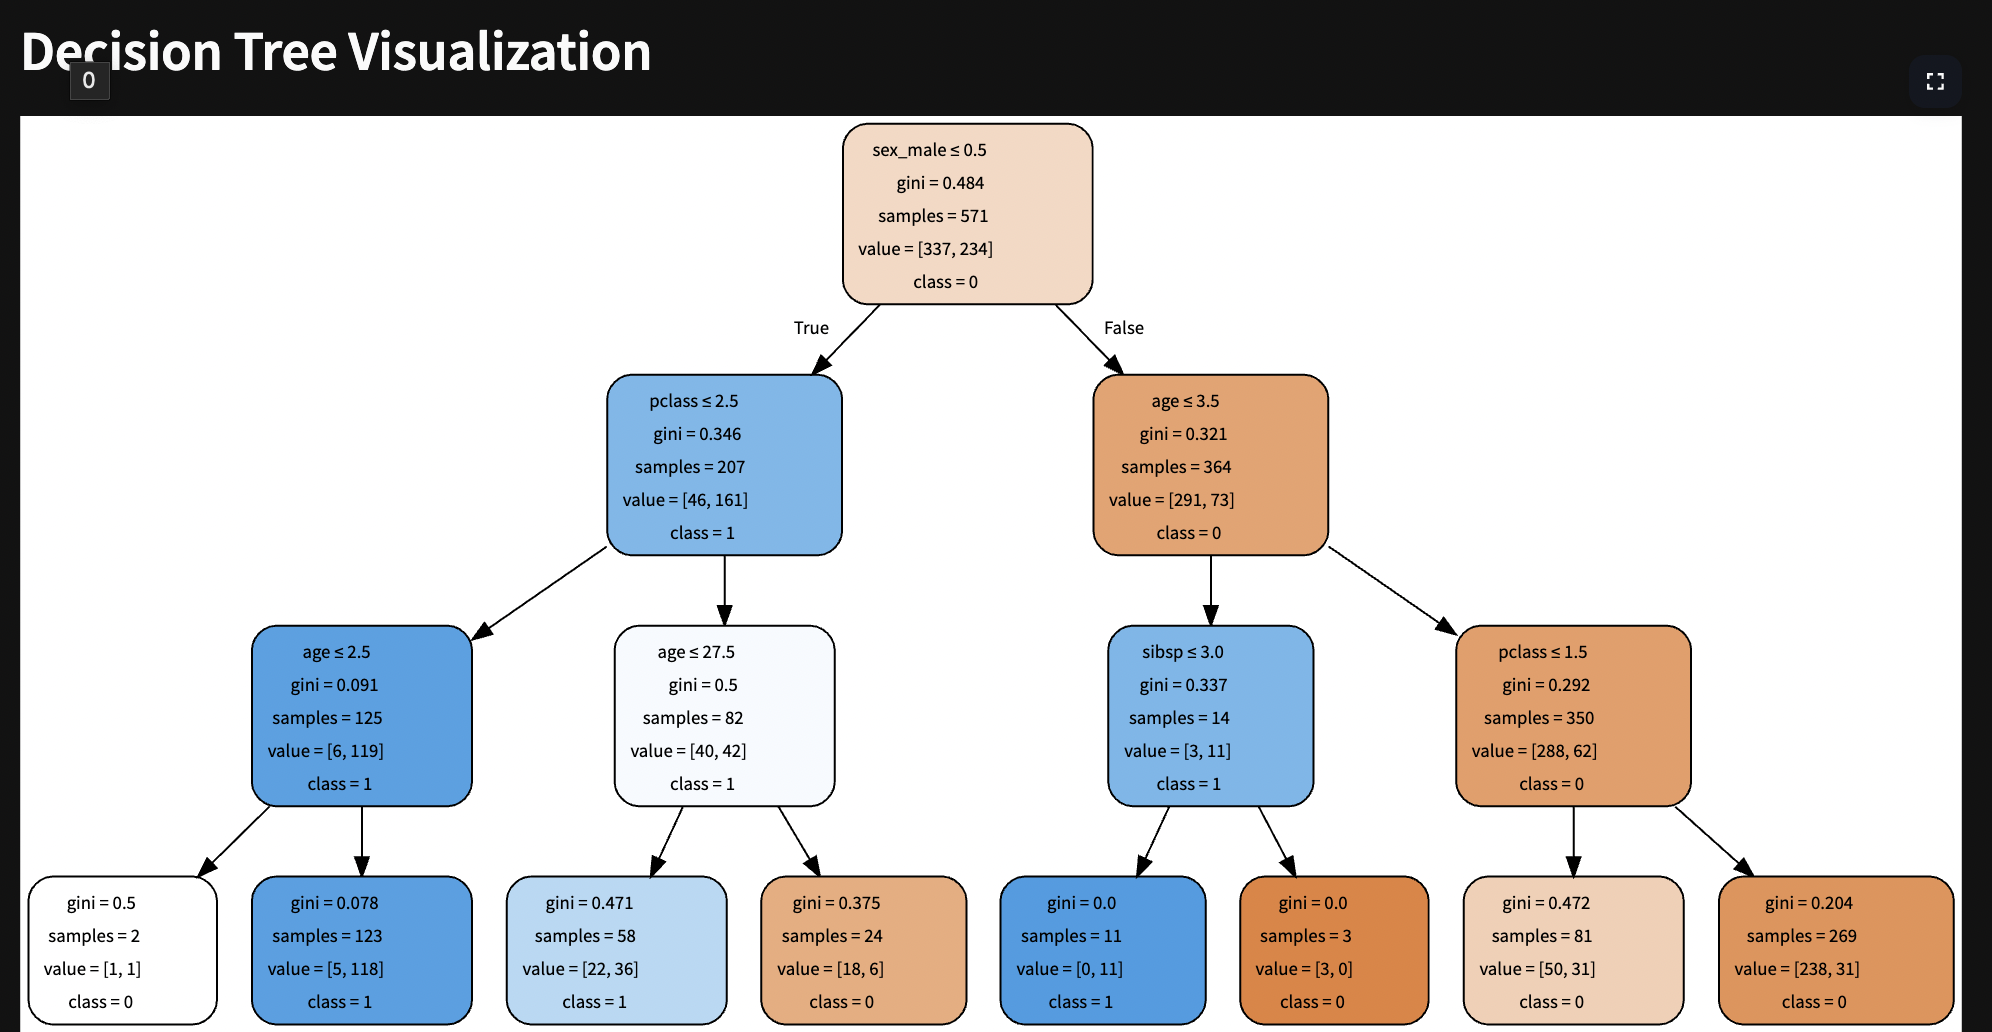 Decision Tree Visualization
0
sex_male ≤ 0.5
gini = 0.484
samples = 571
value = [337, 234]
class = 0
True
False
pclass ≤ 2.5
gini = 0.346
samples = 207
value = [46, 161]
class = 1
age ≤ 3.5
gini = 0.321
samples = 364
value = [291, 73]
class = 0
age ≤ 2.5
gini = 0.091
samples = 125
value = [6, 119]
class = 1
age ≤ 27.5
gini = 0.5
samples = 82
value = [40, 42]
class = 1
sibsp ≤ 3.0
gini = 0.337
samples = 14
value = [3, 11]
class = 1
pclass ≤ 1.5
gini = 0.292
samples = 350
value = [288, 62]
class = 0
gini = 0.5
samples = 2
value = [1, 1]
class = 0
gini = 0.078
samples = 123
value = [5, 118]
class = 1
gini = 0.471
samples = 58
value = [22, 36]
class = 1
gini = 0.375
samples = 24
value = [18, 6]
class = 0
gini = 0.0
samples = 11
value = [0, 11]
class = 1
gini = 0.0
samples = 3
value = [3, 0]
class = 0
gini = 0.472
samples = 81
value = [50, 31]
class = 0
gini = 0.204
samples = 269
value = [238, 31]
class = 0